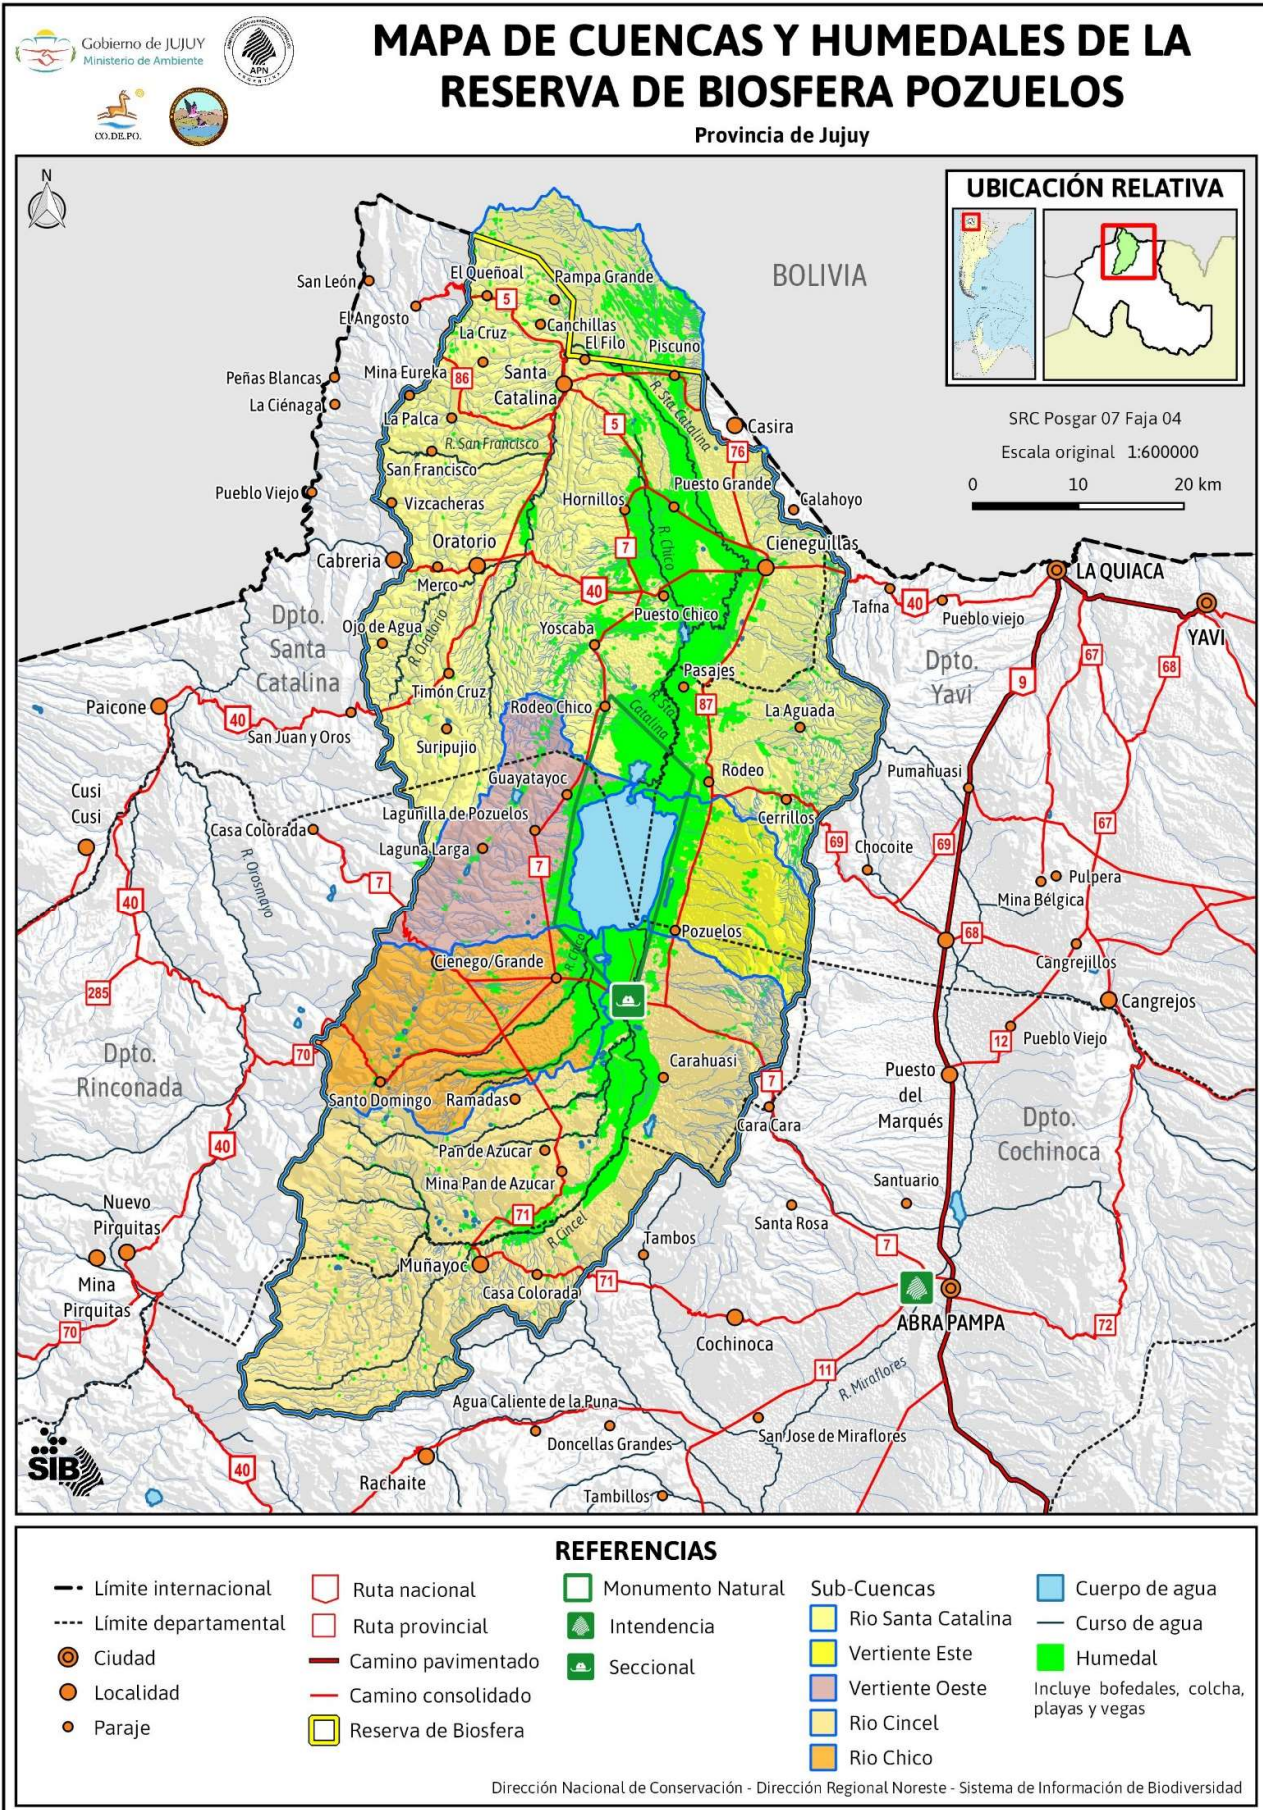 Gobierno de JUJUY
Ministerio de Ambiente
APN
CO.DE.PO.
MAPA DE CUENCAS Y HUMEDALES DE LA
RESERVA DE BIOSFERA POZUELOS
Provincia de Jujuy
N
UBICACIÓN RELATIVA
BOLIVIA
SRC Posgar 07 Faja 04
Escala original 1:600000
0 10 20 km
San León
El Queñoal
Pampa Grande
El Angosto
5
La Cruz
Canchillas
El Filo
Piscuno
Peñas Blancas
Mina Eureka
86
Santa
Catalina
La Ciénaga
La Palca
R. Sta. Catalina
5
Casira
76
R. San Francisco
San Francisco
Pueblo Viejo
Vizcacheras
Hornillos
Puesto Grande
Calahoyo
Cabreria
Oratorio
7
R. Chico
Cieneguillas
Merco
40
LA QUIACA
Tafna
40
Pueblo viejo
YAVI
Dpto.
Santa
Catalina
Ojo de Agua
R. Oratorio
Yoscaba
Puesto Chico
67
68
Dpto.
Yavi
9
Timón Cruz
Pasajes
87
Paicone
40
San Juan y Oros
Rodeo Chico
R. Sta.
Catalina
La Aguada
Suripujio
Guayatayoc
Rodeo
Pumahuasi
Cusi
Cusi
Lagunilla de Pozuelos
Cerrillos
67
Casa Colorada
Laguna Larga
69
69
Chocoite
R. Orosmayo
7
7
Pulpera
Mina Bélgica
40
Pozuelos
68
Cienego/Grande
R. Chico
Cangrejillos
285
Cangrejos
Dpto.
Rinconada
70
12
Pueblo Viejo
Carahuasi
Puesto
del
Marqués
7
Santo Domingo
Ramadas
Cara Cara
Dpto.
Cochinoca
40
Pan de Azucar
Mina Pan de Azucar
Santuario
Nuevo
Pirquitas
71
R. Cincel
Santa Rosa
Tambos
7
Muñayoc
Mina
Pirquitas
Casa Colorada
71
70
Cochinoca
ABRA PAMPA
72
11
R. Miraflores
Agua Caliente de la Puna
San Jose de Miraflores
Doncellas Grandes
SIB
40
Rachaite
Tambillos
REFERENCIAS
Límite internacional
Límite departamental
Ciudad
Localidad
Paraje
Ruta nacional
Ruta provincial
Camino pavimentado
Camino consolidado
Reserva de Biosfera
Monumento Natural
Intendencia
Seccional
Sub-Cuencas
Rio Santa Catalina
Vertiente Este
Vertiente Oeste
Rio Cincel
Rio Chico
Cuerpo de agua
Curso de agua
Humedal
Incluye bofedales, colcha,
playas y vegas
Dirección Nacional de Conservación - Dirección Regional Noreste - Sistema de Información de Biodiversidad